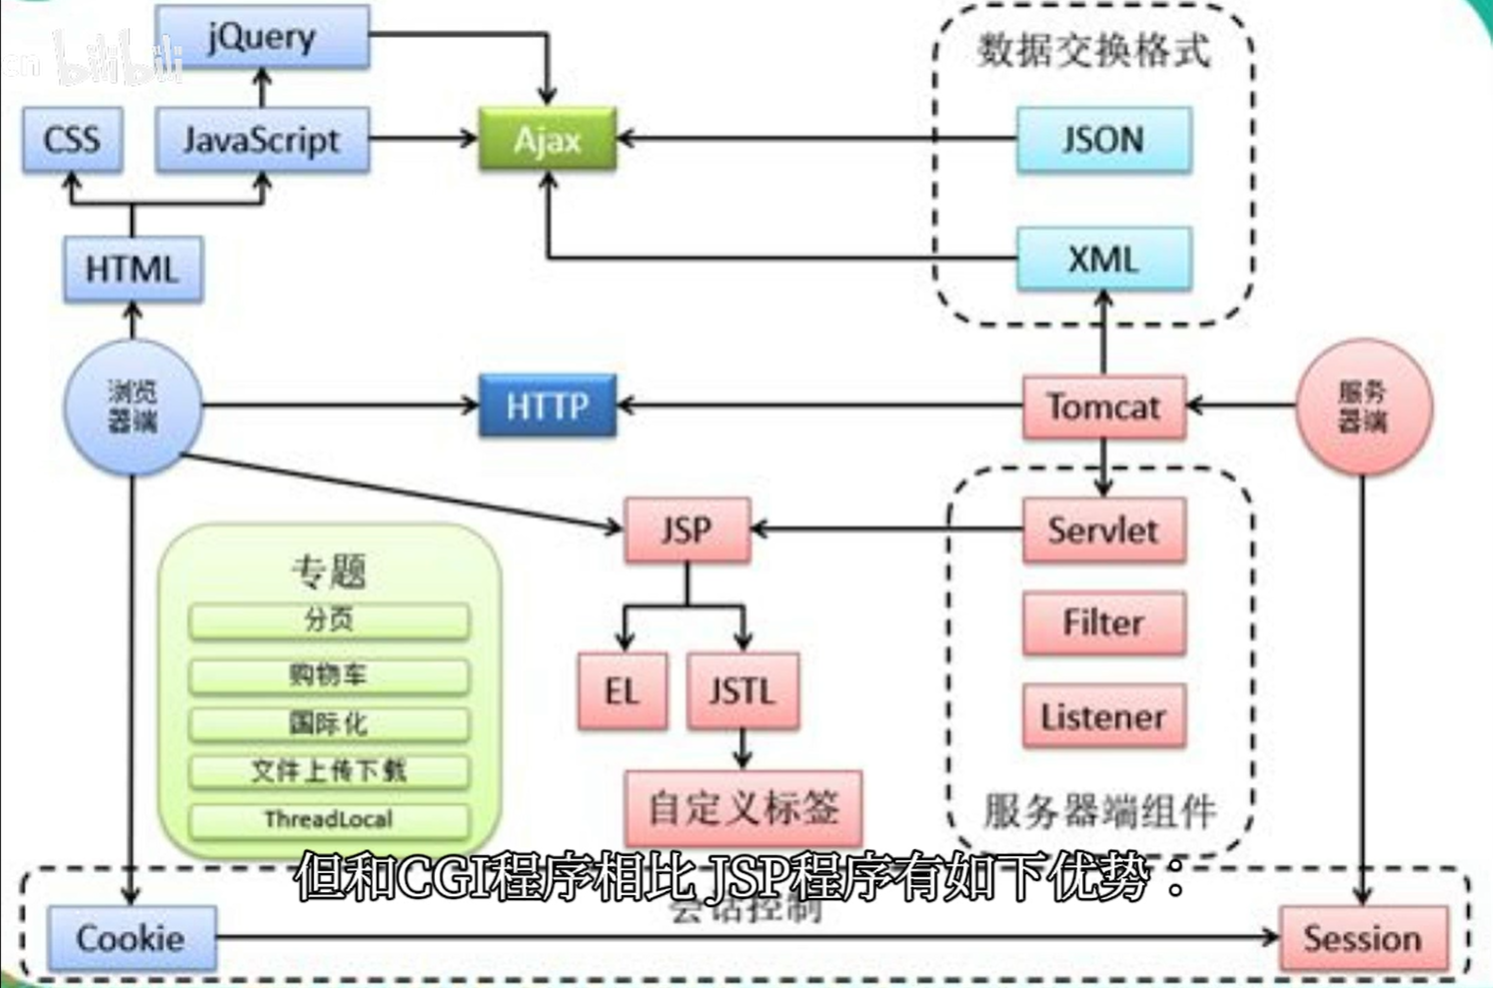 cn bilibili
jQuery
数据交换格式
CSS
JavaScript
Ajax
JSON
HTML
XML
浏览
器端
HTTP
Tomcat
服务
器端
JSP
Servlet
专题
分页
购物车
国际化
文件上传下载
ThreadLocal
EL
JSTL
自定义标签
Filter
Listener
服务器端组件
但和CGI程序相比 JSP程序有如下优势：
会话控制
Cookie
Session